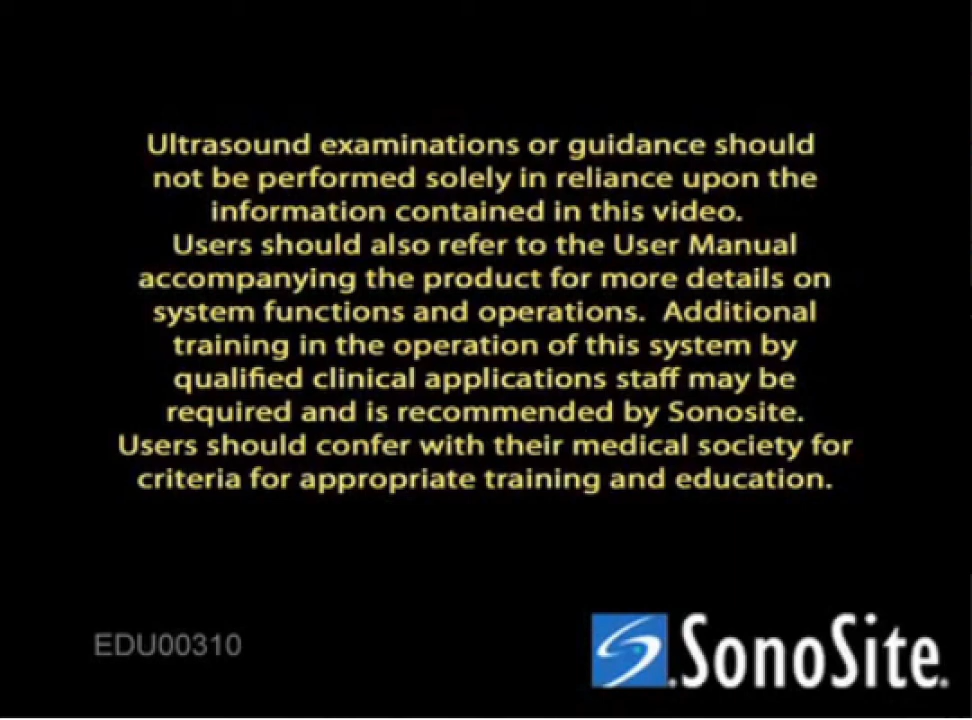 Ultrasound examinations or guidance should
not be performed solely in reliance upon the
information contained in this video.
Users should also refer to the User Manual
accompanying the product for more details on
system functions and operations.  Additional
training in the operation of this system by
qualified clinical applications staff may be
required and is recommended by Sonosite.
Users should confer with their medical society for
criteria for appropriate training and education.
EDU00310
SonoSite.